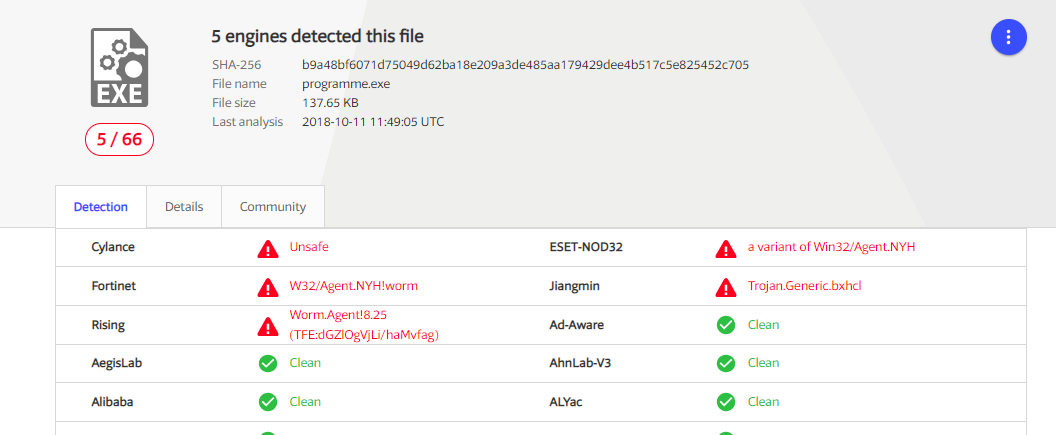 5 engines detected this file
SHA-256 b9a48bf6071d75049d62ba18e209a3de485aa179429dee4b517c5e825452c705
File name programme.exe
File size 137.65 KB
Last analysis 2018-10-11 11:49:05 UTC
EXE
5 / 66
Detection Details Community
Cylance Unsafe ESET-NOD32 a variant of Win32/Agent.NYH
Fortinet W32/Agent.NYH!worm Jiangmin Trojan.Generic.bxhcl
Rising Worm.Agent!8.25 Ad-Aware Clean
(TFE:dGZlOgVjLi/haMvfag)
AegisLab Clean AhnLab-V3 Clean
Alibaba Clean ALYac Clean